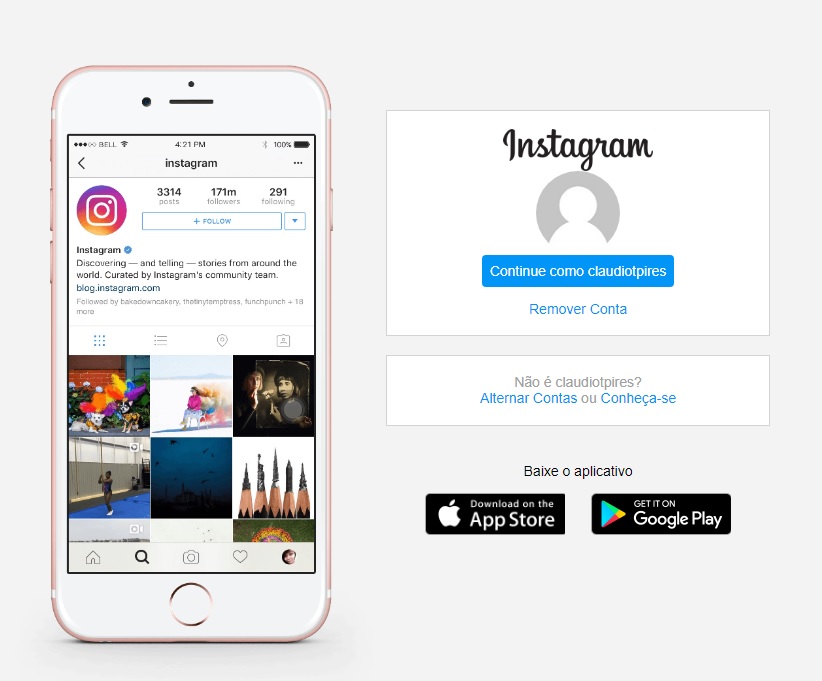 BELL 4:21 PM 100%
instagram
3314 171m 291
posts followers following
+ FOLLOW
Instagram
Discovering — and telling — stories from around the
world. Curated by Instagram's community team.
blog.instagram.com
Followed by bakadowncakery, thetinytemptress, funchpunch + 18
more
Instagram
Continue como claudiotpires
Remover Conta
Não é claudiotpires?
Alternar Contas ou Conheça-se
Baixe o aplicativo
Download on the
App Store
GET IT ON
Google Play